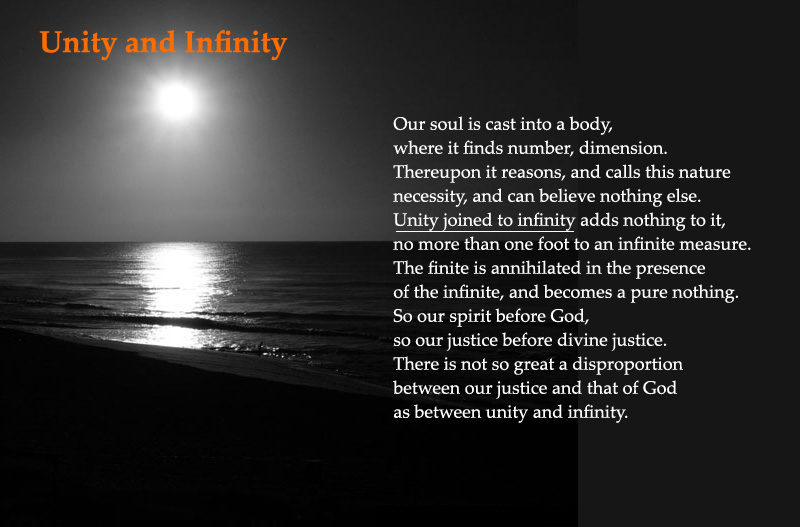 Unity and Infinity
Our soul is cast into a body,
where it finds number, dimension.
Thereupon it reasons, and calls this nature
necessity, and can believe nothing else.
Unity joined to infinity adds nothing to it,
no more than one foot to an infinite measure.
The finite is annihilated in the presence
of the infinite, and becomes a pure nothing.
So our spirit before God,
so our justice before divine justice.
There is not so great a disproportion
between our justice and that of God
as between unity and infinity.